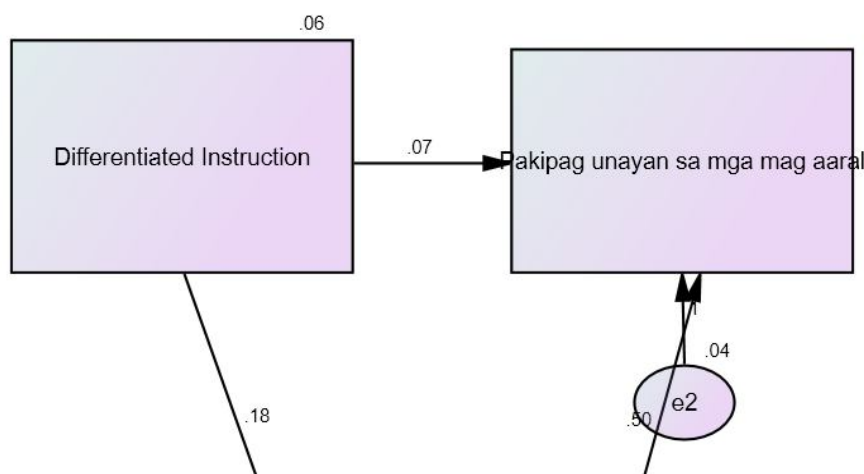 .06
Differentiated Instruction
.07
Pakipag unayan sa mga mag aaral
1
.04
e2
.18
.50